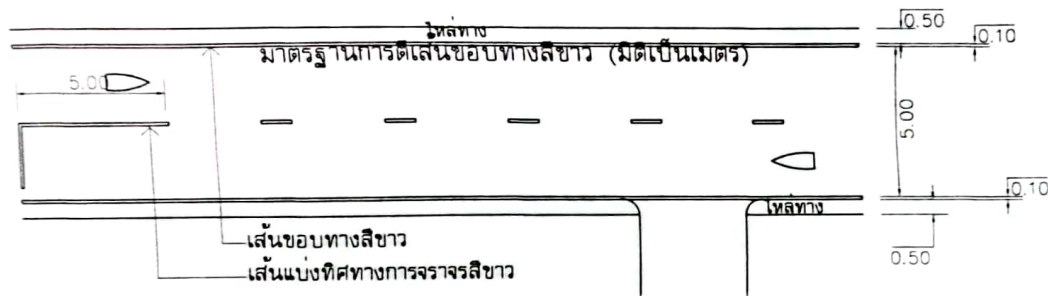 ไหล่ทาง
0.50
0.10
มาตรฐานการตีเส้นขอบทางสีขาว (มิติเป็นเมตร)
5.00
5.00
0.10
ไหล่ทาง
เส้นขอบทางสีขาว
0.50
เส้นแบ่งทิศทางการจราจรสีขาว